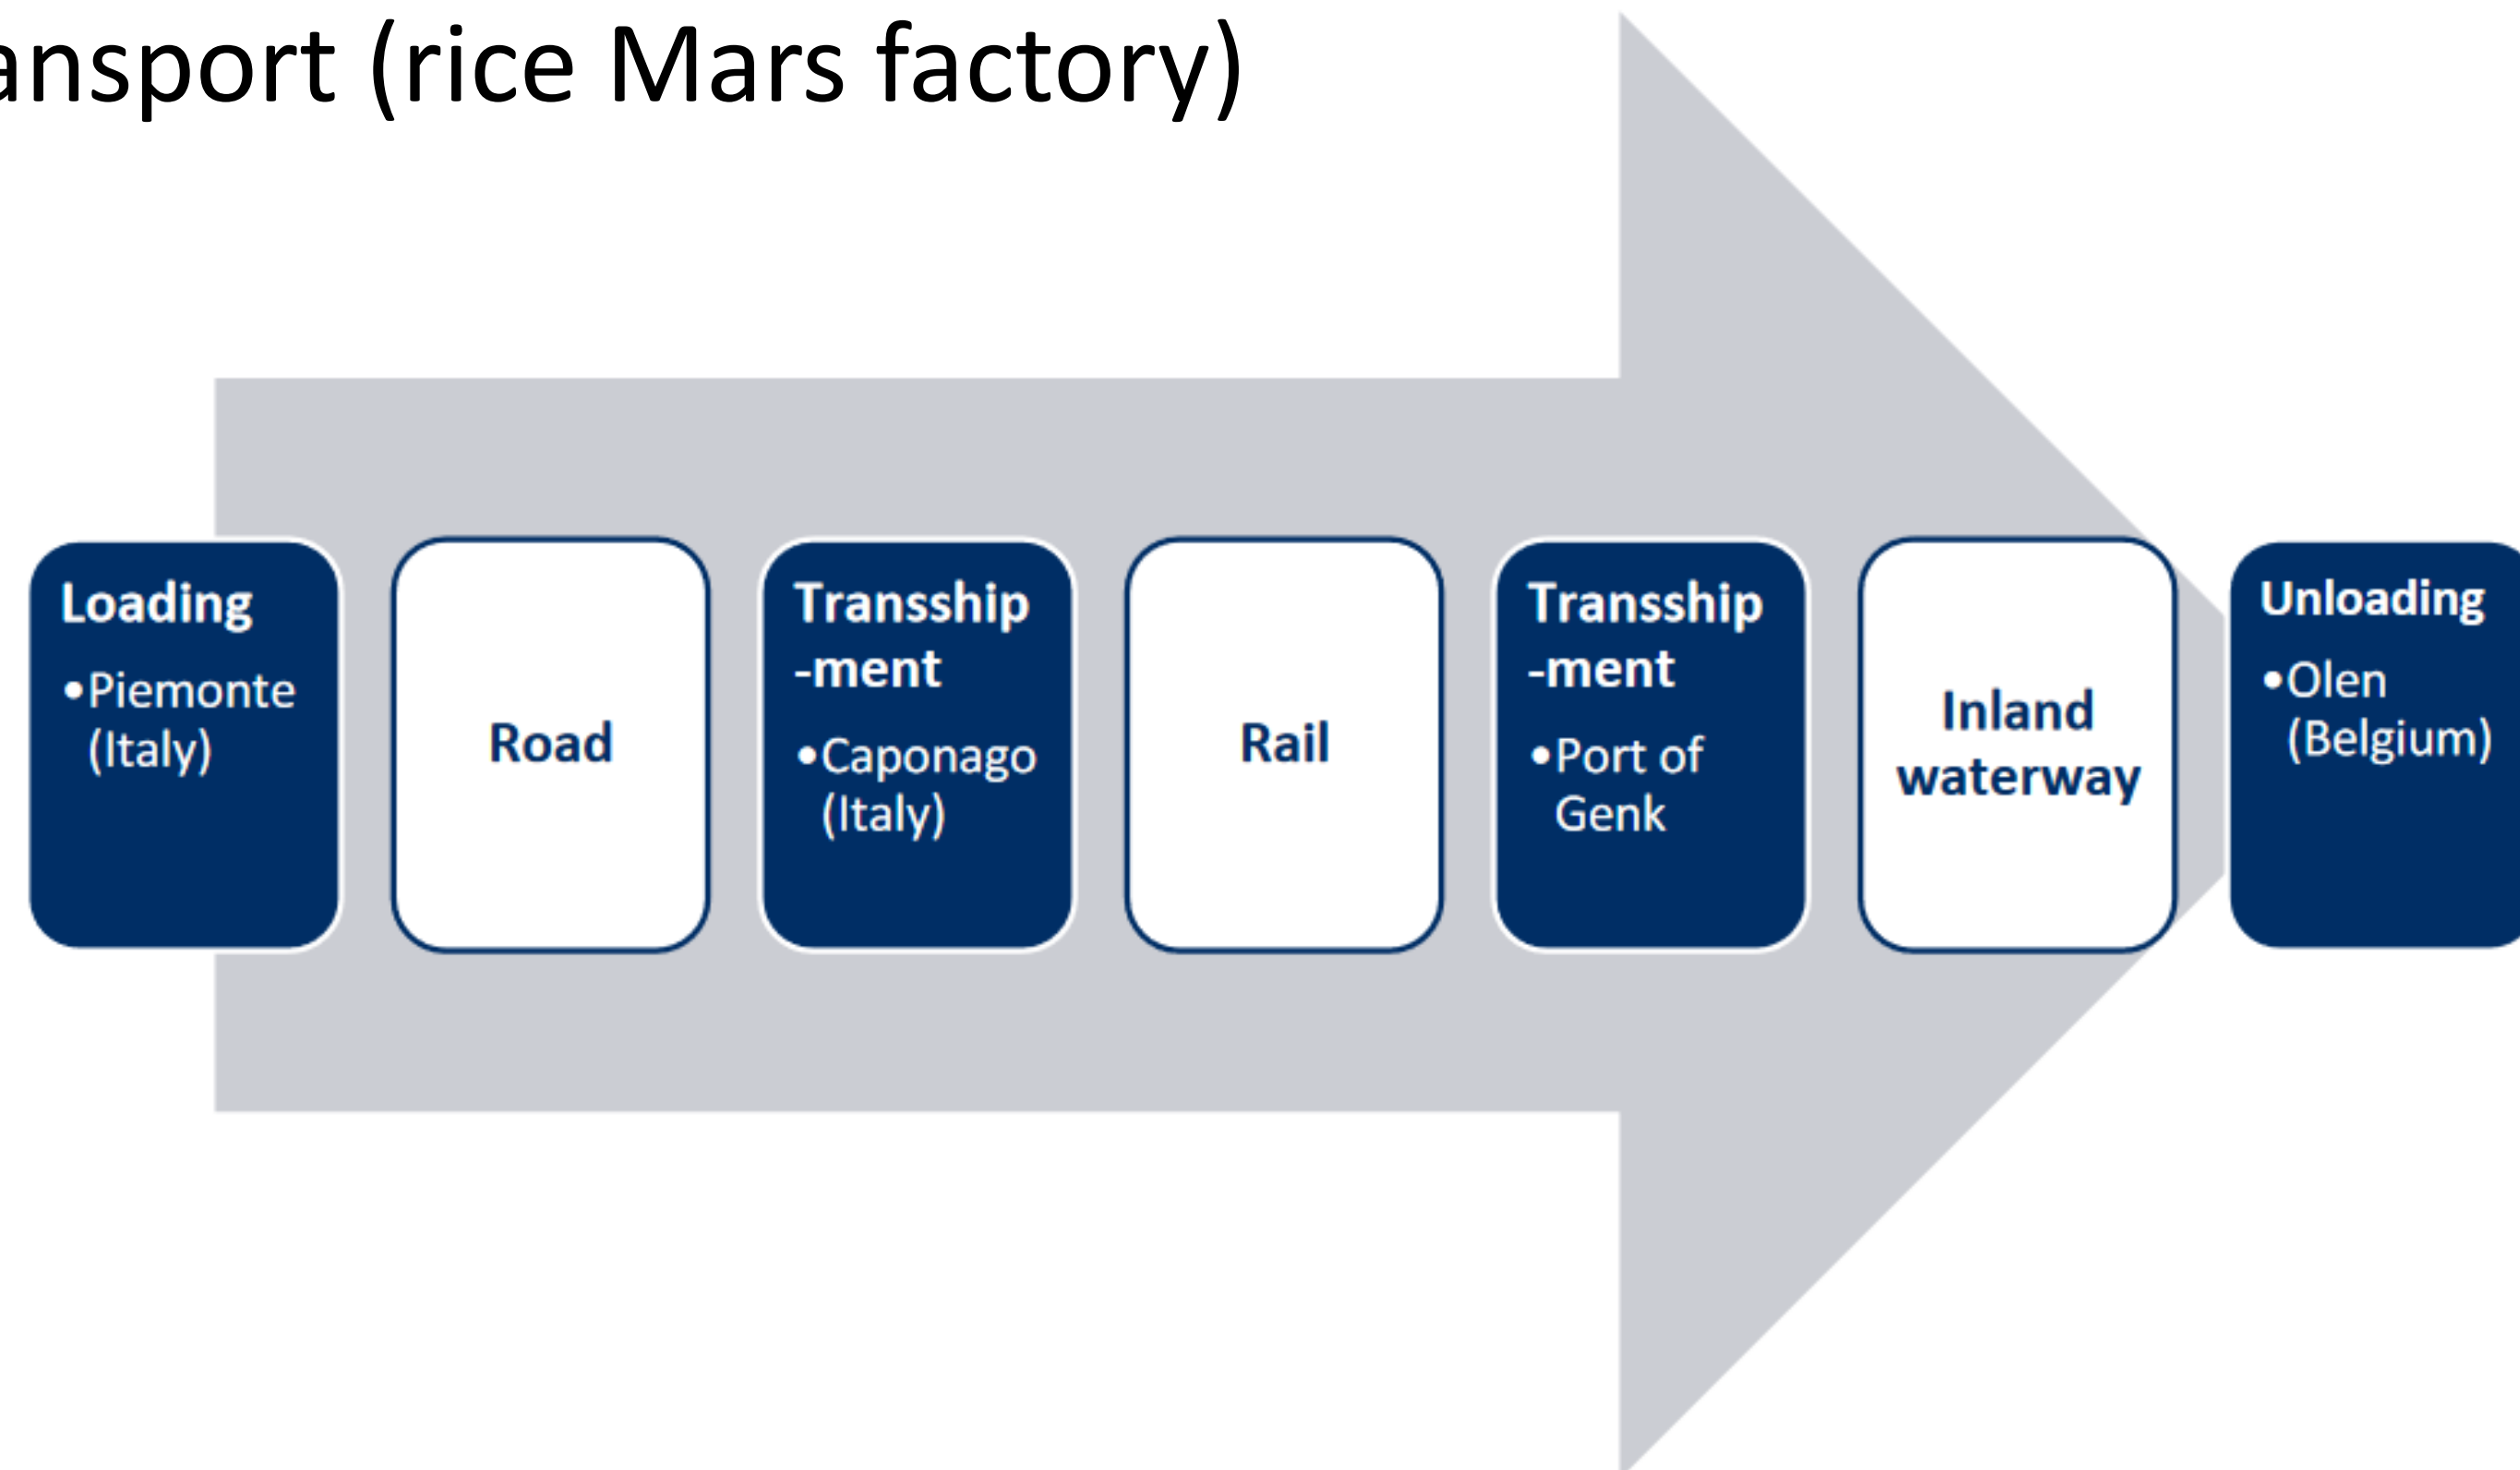 ansport (rice Mars factory)
Loading
•Piemonte
(Italy)
Road
Transship
-ment
•Caponago
(Italy)
Rail
Transship
-ment
•Port of
Genk
Inland
waterway
Unloading
•Olen
(Belgium)